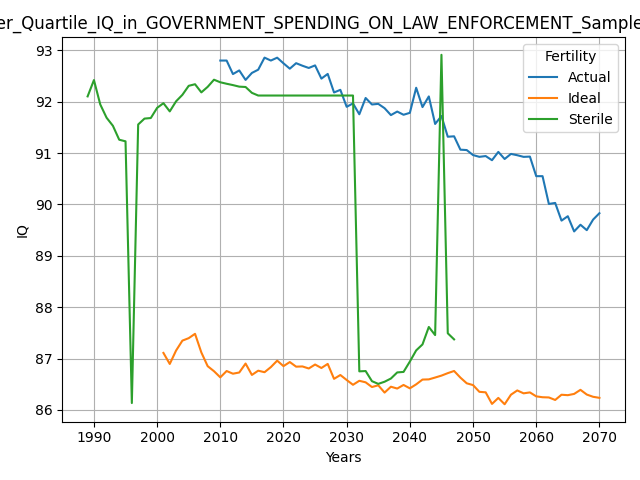 er_Quartile_IQ_in_GOVERNMENT_SPENDING_ON_LAW_ENFORCEMENT_Sample
93
92
91
90
89
88
87
86
IQ
Fertility
Actual
Ideal
Sterile
1990
2000
2010
2020
2030
2040
2050
2060
2070
Years